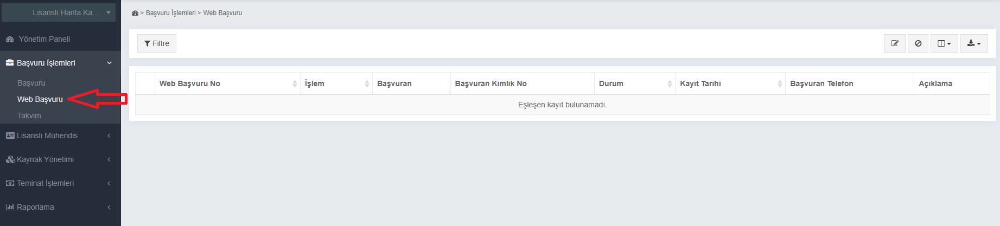 Lisanslı Harita Ka...
> Başvuru İşlemleri > Web Başvuru
Yönetim Paneli
Başvuru İşlemleri
Başvuru
Web Başvuru
Takvim
Lisanslı Mühendis
Kaynak Yönetimi
Teminat İşlemleri
Raporlama
Filtre
Web Başvuru No İşlem Başvuran Başvuran Kimlik No Durum Kayıt Tarihi Başvuran Telefon Açıklama
Eşleşen kayıt bulunamadı.